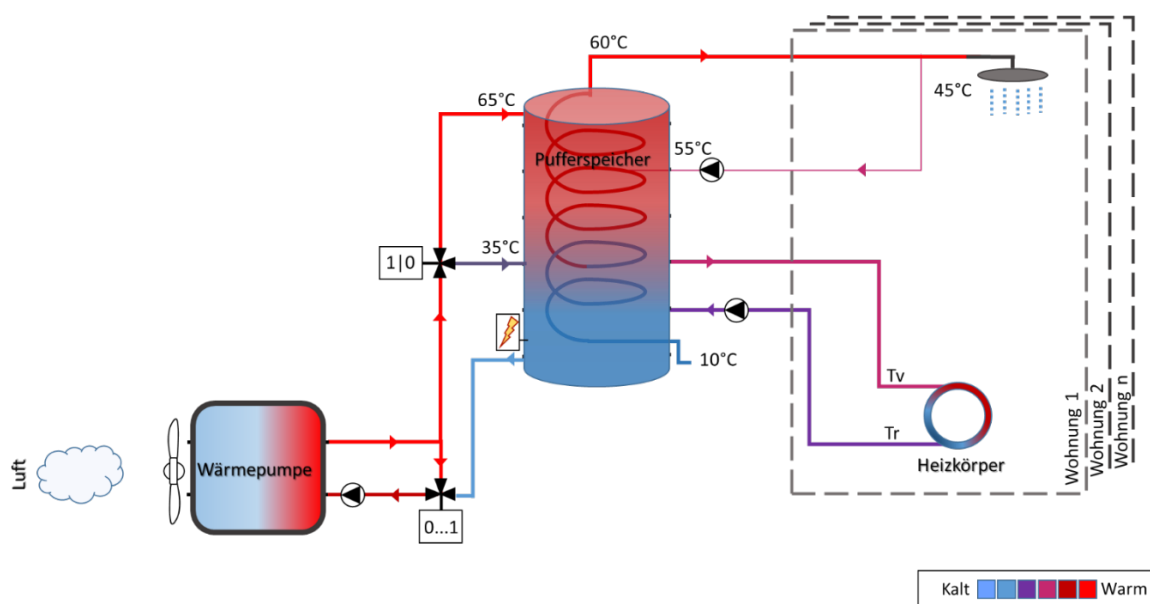 60°C
65°C
45°C
Pufferspeicher
55°C
35°C
1|0
10°C
Tv
Tr
Heizkörper
Wohnung 1
Wohnung 2
Wohnung n
Luft
Wärmepumpe
0...1
Kalt
Warm